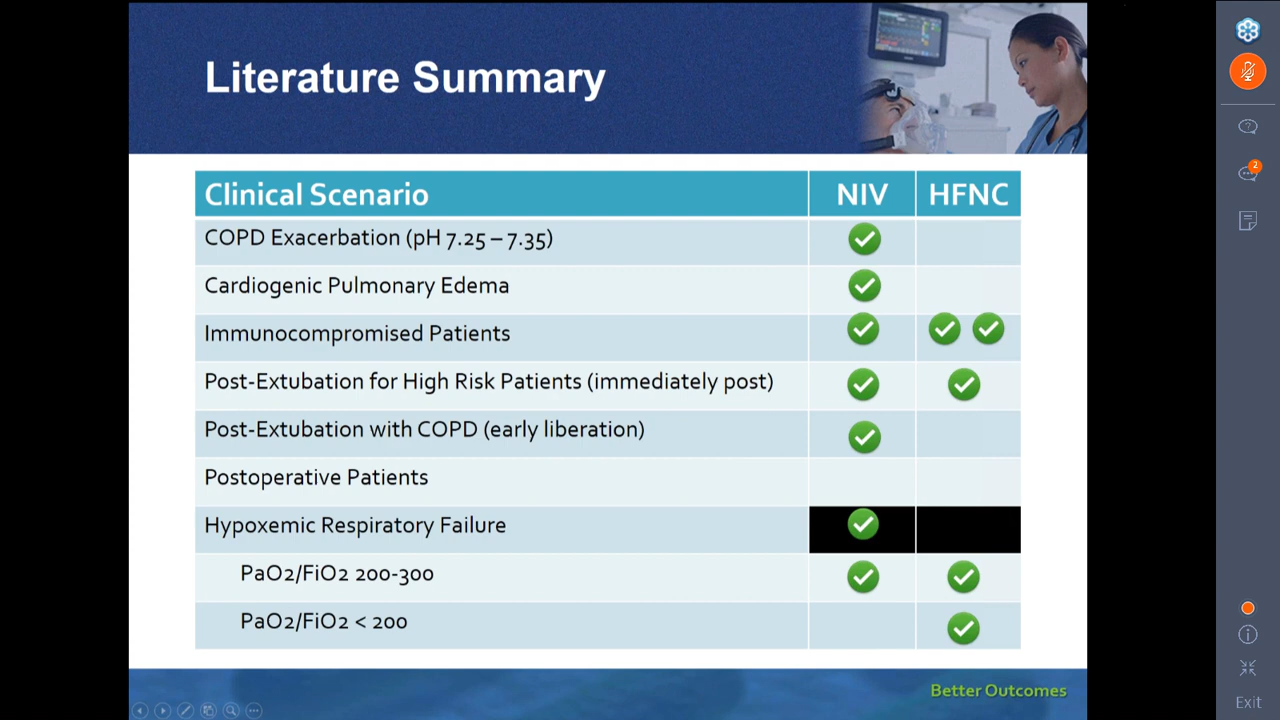 Literature Summary
Clinical Scenario NIV HFNC
COPD Exacerbation (pH 7.25 – 7.35)
Cardiogenic Pulmonary Edema
Immunocompromised Patients
Post-Extubation for High Risk Patients (immediately post)
Post-Extubation with COPD (early liberation)
Postoperative Patients
Hypoxemic Respiratory Failure
PaO2/FiO2 200-300
PaO2/FiO2 < 200
Better Outcomes
2
Exit